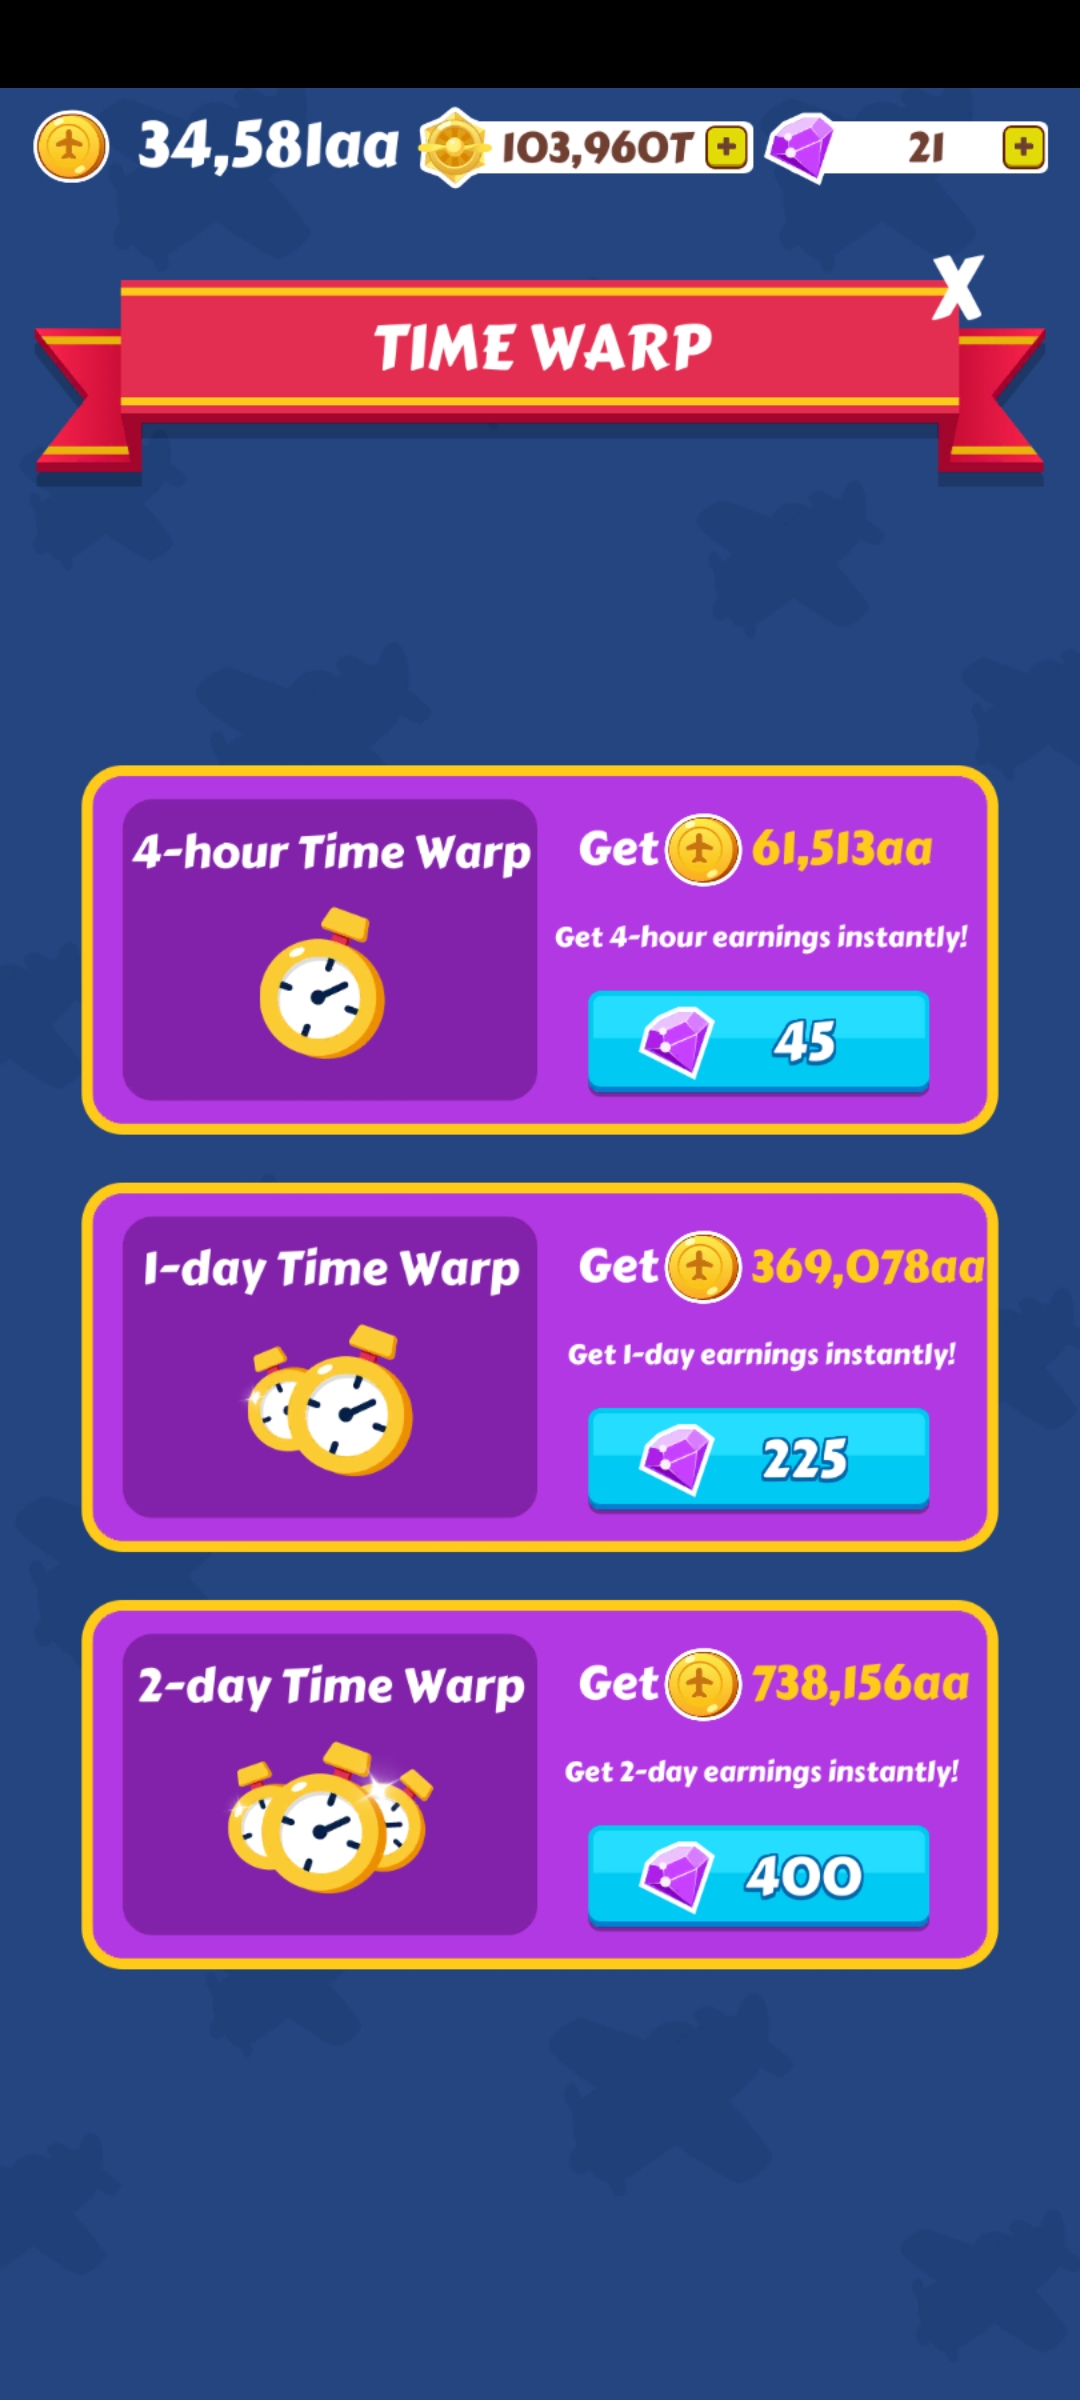 34,581aa 103,960T + 21 +
X
TIME WARP
4-hour Time Warp
Get 61,513aa
Get 4-hour earnings instantly!
45
1-day Time Warp
Get 369,078aa
Get 1-day earnings instantly!
225
2-day Time Warp
Get 738,156aa
Get 2-day earnings instantly!
400